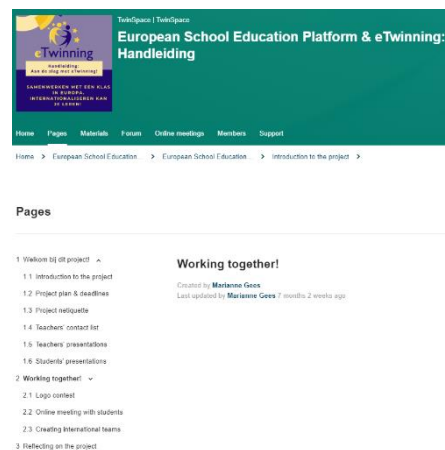 eTwinning
Handleiding:
Aan de slag met eTwinning!
SAMENWERKEN MET EEN KLAS
IN EUROPA,
INTERNATIONALISEREN KAN
JE LEREN!
TwinSpace | TwinSpace
European School Education Platform & eTwinning:
Handleiding
Home Pages Materials Forum Online meetings Members Support
Home > European School Education ... > European School Education ... > Introduction to the project >
Pages
1 Welkom bij dit project!
1.1 Introduction to the project
1.2 Project plan & deadlines
1.3 Project netiquette
1.4 Teachers' contact list
1.5 Teachers' presentations
1.6 Students' presentations
2 Working together!
2.1 Logo contest
2.2 Online meeting with students
2.3 Creating International teams
3 Reflecting on the project
Working together!
Created by Marianne Gees
Last updated by Marianne Gees 7 months 2 weeks ago